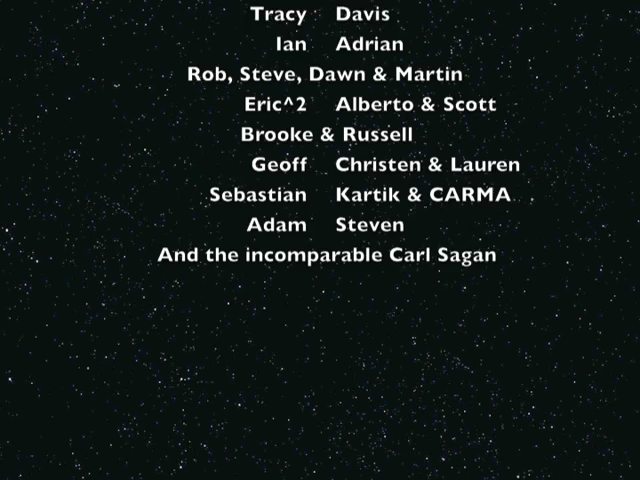 Tracy Davis
Ian Adrian
Rob, Steve, Dawn & Martin
Eric^2 Alberto & Scott
Brooke & Russell
Geoff Christen & Lauren
Sebastian Kartik & CARMA
Adam Steven
And the incomparable Carl Sagan